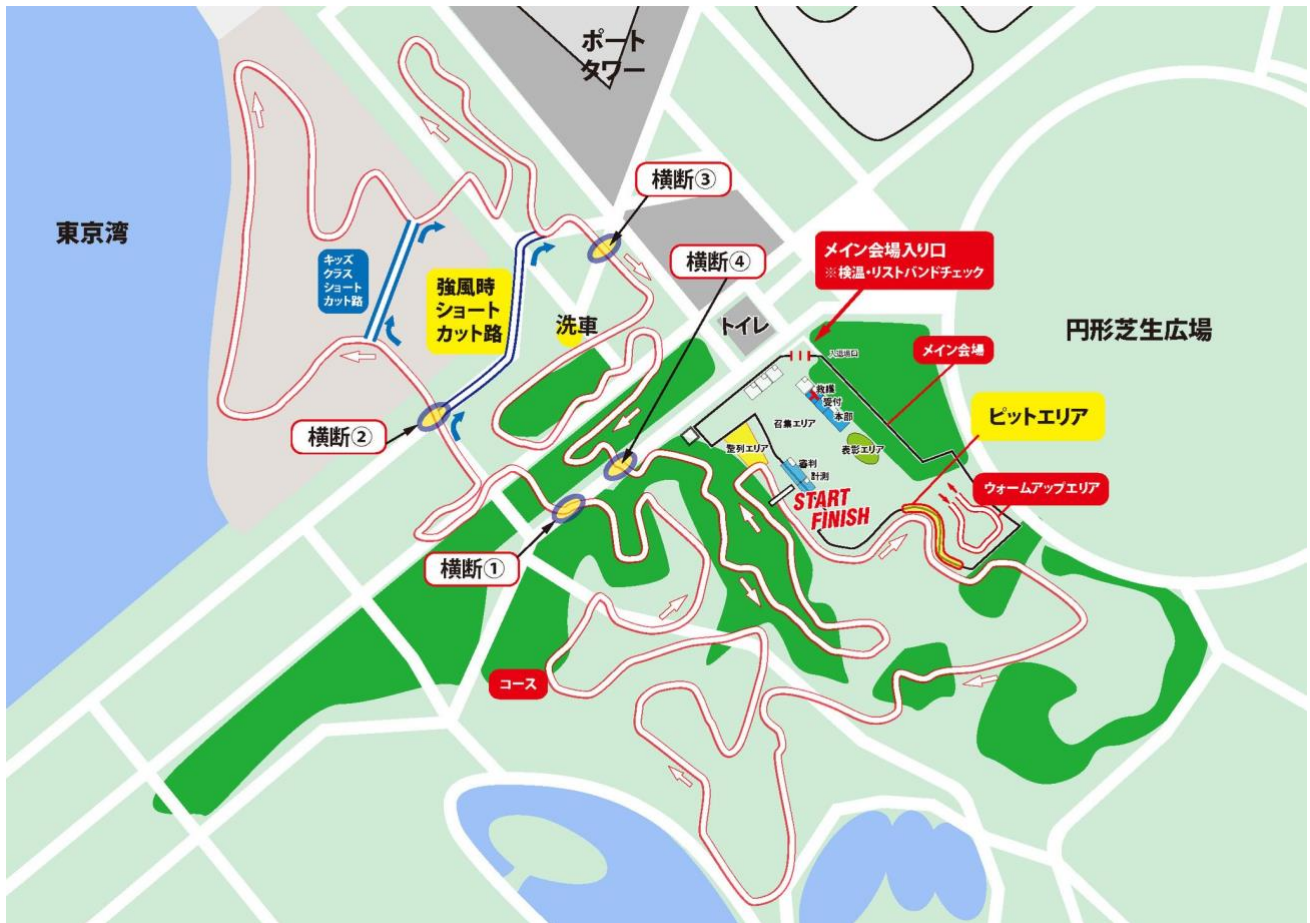 ポート
タワー
横断③
東京湾
横断④
メイン会場入り口
※検温・リストバンドチェック
キッズ
クラス
ショート
カット路
強風時
ショート
カット路
洗車
トイレ
円形芝生広場
入退場口
メイン会場
救護
受付
本部
ピットエリア
召集エリア
横断②
整列エリア
表彰エリア
審判
計測
ウォームアップエリア
START
FINISH
横断①
コース